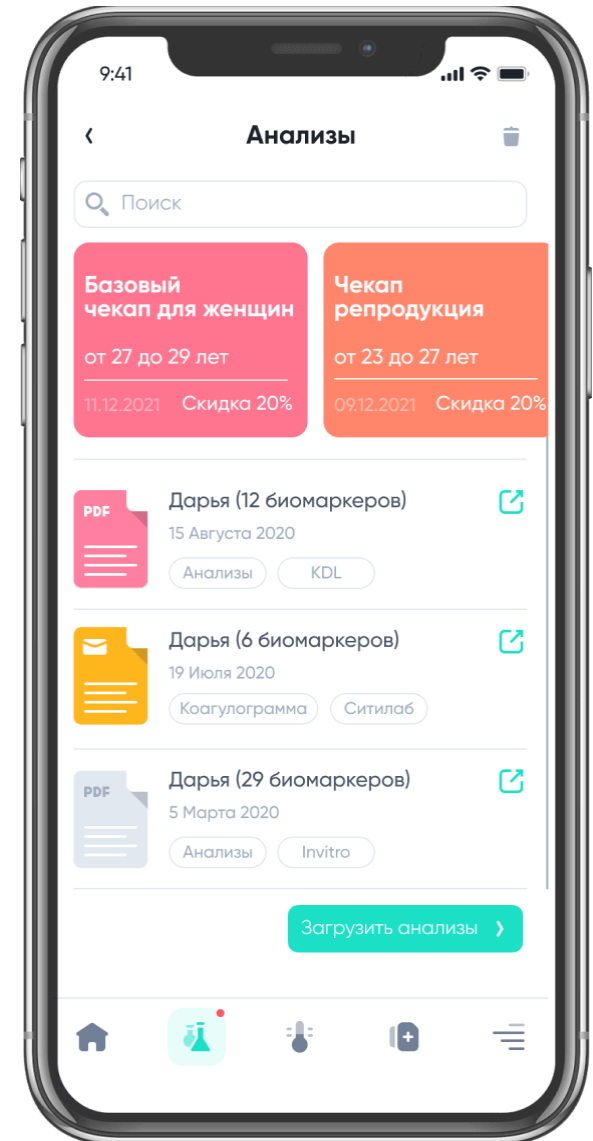 9:41
Анализы
Поиск
Базовый
чекап для женщин
от 27 до 29 лет
11.12.2021 Скидка 20%
Чекап
репродукция
от 23 до 27 лет
09.12.2021 Скидка 20%
PDF
Дарья (12 биомаркеров)
15 Августа 2020
Анализы KDL
Дарья (6 биомаркеров)
19 Июля 2020
Коагулограмма Ситилаб
PDF
Дарья (29 биомаркеров)
5 Марта 2020
Анализы Invitro
Загрузить анализы